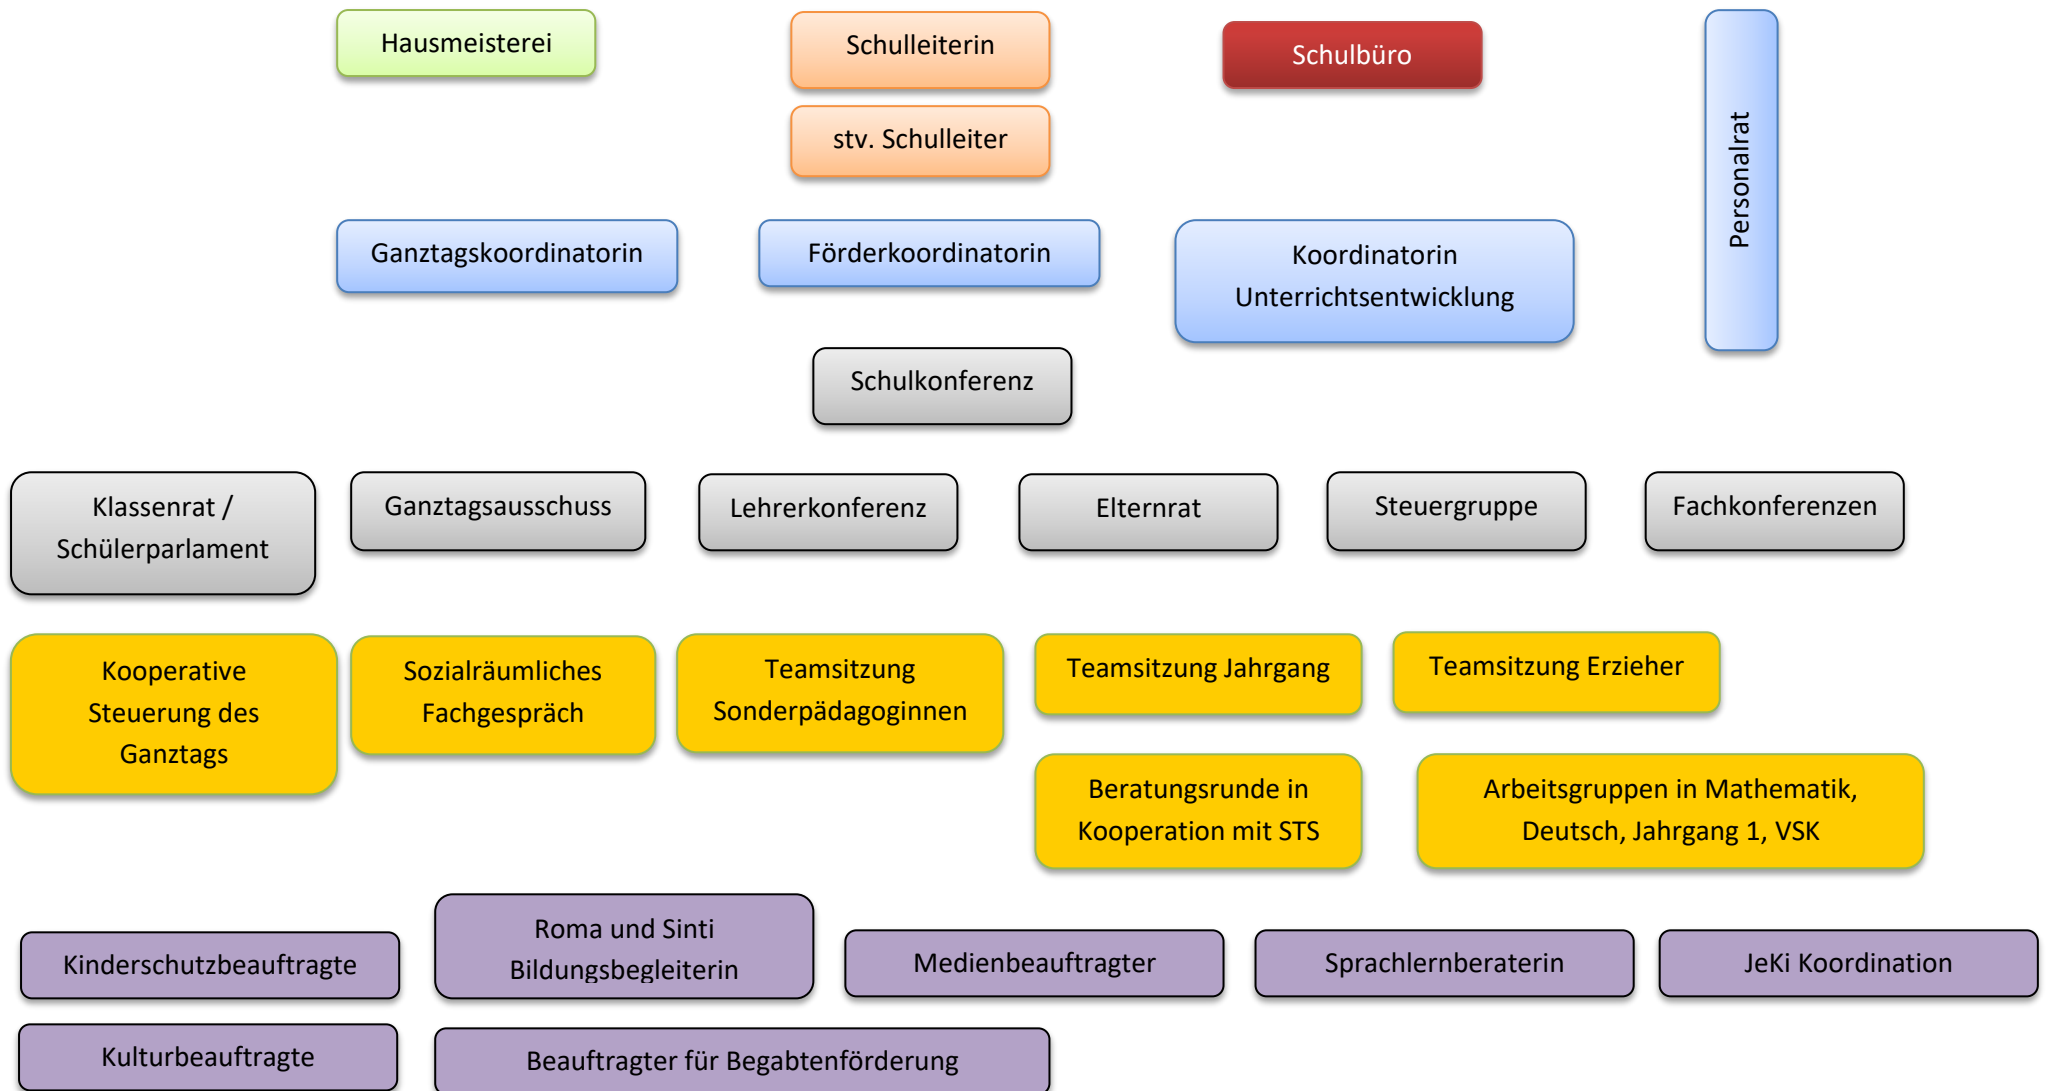 Hausmeisterei
Schulleiterin
Schulbüro
Personalrat
stv. Schulleiter
Ganztagskoordinatorin
Förderkoordinatorin
Koordinatorin
Unterrichtsentwicklung
Schulkonferenz
Klassenrat /
Schülerparlament
Ganztagsausschuss
Lehrerkonferenz
Elternrat
Steuergruppe
Fachkonferenzen
Kooperative
Steuerung des
Ganztags
Sozialräumliches
Fachgespräch
Teamsitzung
Sonderpädagoginnen
Teamsitzung Jahrgang
Teamsitzung Erzieher
Beratungsrunde in
Kooperation mit STS
Arbeitsgruppen in Mathematik,
Deutsch, Jahrgang 1, VSK
Kinderschutzbeauftragte
Roma und Sinti
Bildungsbegleiterin
Medienbeauftragter
Sprachlernberaterin
JeKi Koordination
Kulturbeauftragte
Beauftragter für Begabtenförderung